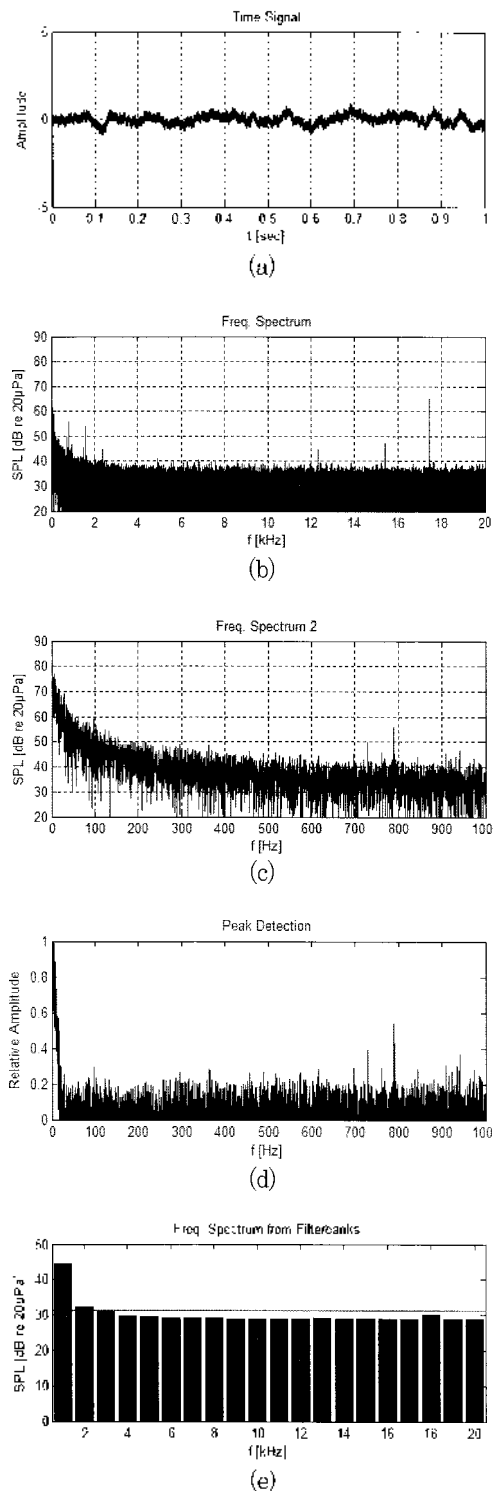 Time Signal
5
0
-5
Amplitude
0 0.1 0.2 0.3 0.4 0.5 0.6 0.7 0.8 0.9 1
t [sec]
(a)
Freq. Spectrum
90
80
70
60
50
40
30
20
SPL [dB re 20µPa]
0 2 4 6 8 10 12 14 16 18 20
f [kHz]
(b)
Freq. Spectrum 2
90
80
70
60
50
40
30
20
SPL [dB re 20µPa]
0 100 200 300 400 500 600 700 800 900 100
f [Hz]
(c)
Peak Detection
1
0.8
0.6
0.4
0.2
0
Relative Amplitude
0 100 200 300 400 500 600 700 800 900 100
f [Hz]
(d)
Freq. Spectrum from Filterbanks
50
40
30
20
10
0
SPL [dB re 20µPa]
2 4 6 8 10 12 14 16 18 20
f [kHz]
(e)